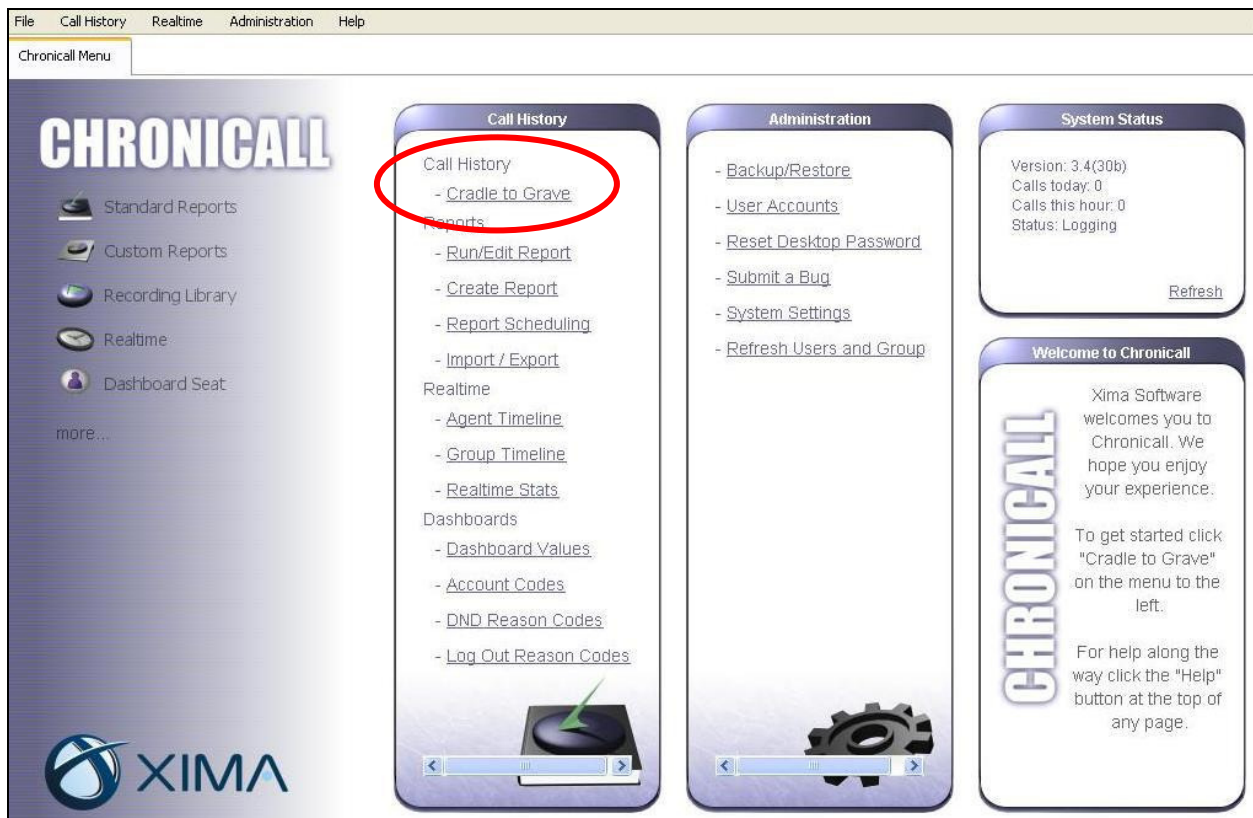 File Call History Realtime Administration Help
Chronicall Menu
CHRONICALL
Standard Reports
Custom Reports
Recording Library
Realtime
Dashboard Seat
more...
XIMA
Call History
Call History
- Cradle to Grave
Reports
- Run/Edit Report
- Create Report
- Report Scheduling
- Import / Export
Realtime
- Agent Timeline
- Group Timeline
- Realtime Stats
Dashboards
- Dashboard Values
- Account Codes
- DND Reason Codes
- Log Out Reason Codes
Administration
- Backup/Restore
- User Accounts
- Reset Desktop Password
- Submit a Bug
- System Settings
- Refresh Users and Group
System Status
Version: 3.4(30b)
Calls today: 0
Calls this hour: 0
Status: Logging
Refresh
Welcome to Chronicall
CHRONICALL
Xima Software
welcomes you to
Chronicall. We
hope you enjoy
your experience.
To get started click
"Cradle to Grave"
on the menu to the
left.
For help along the
way click the "Help"
button at the top of
any page.